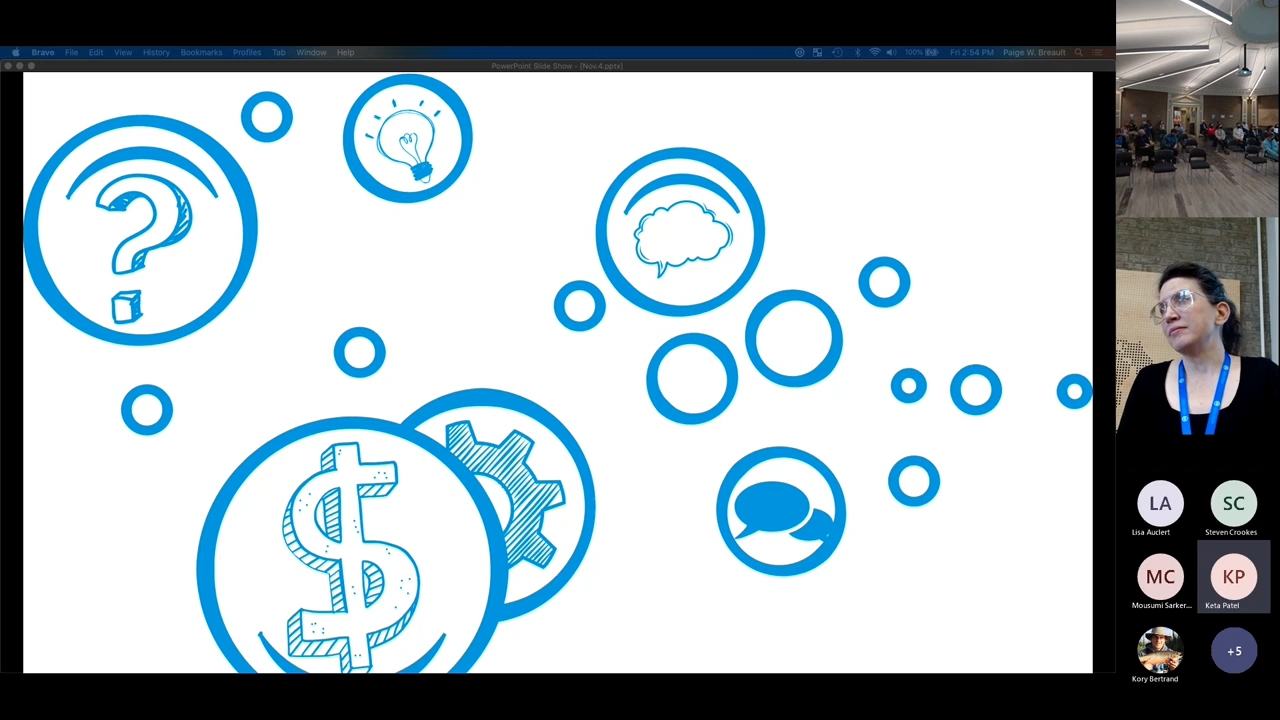 Brave File Edit View History Bookmarks Profiles Tab Window Help 100% Fri 2:54 PM Paige W. Breault
PowerPoint Slide Show - [Nov.4.pptx]
?
$
LA
Lisa Auclert
SC
Steven Crookes
MC
Mousumi Sarker...
KP
Keta Patel
Kory Bertrand
+5